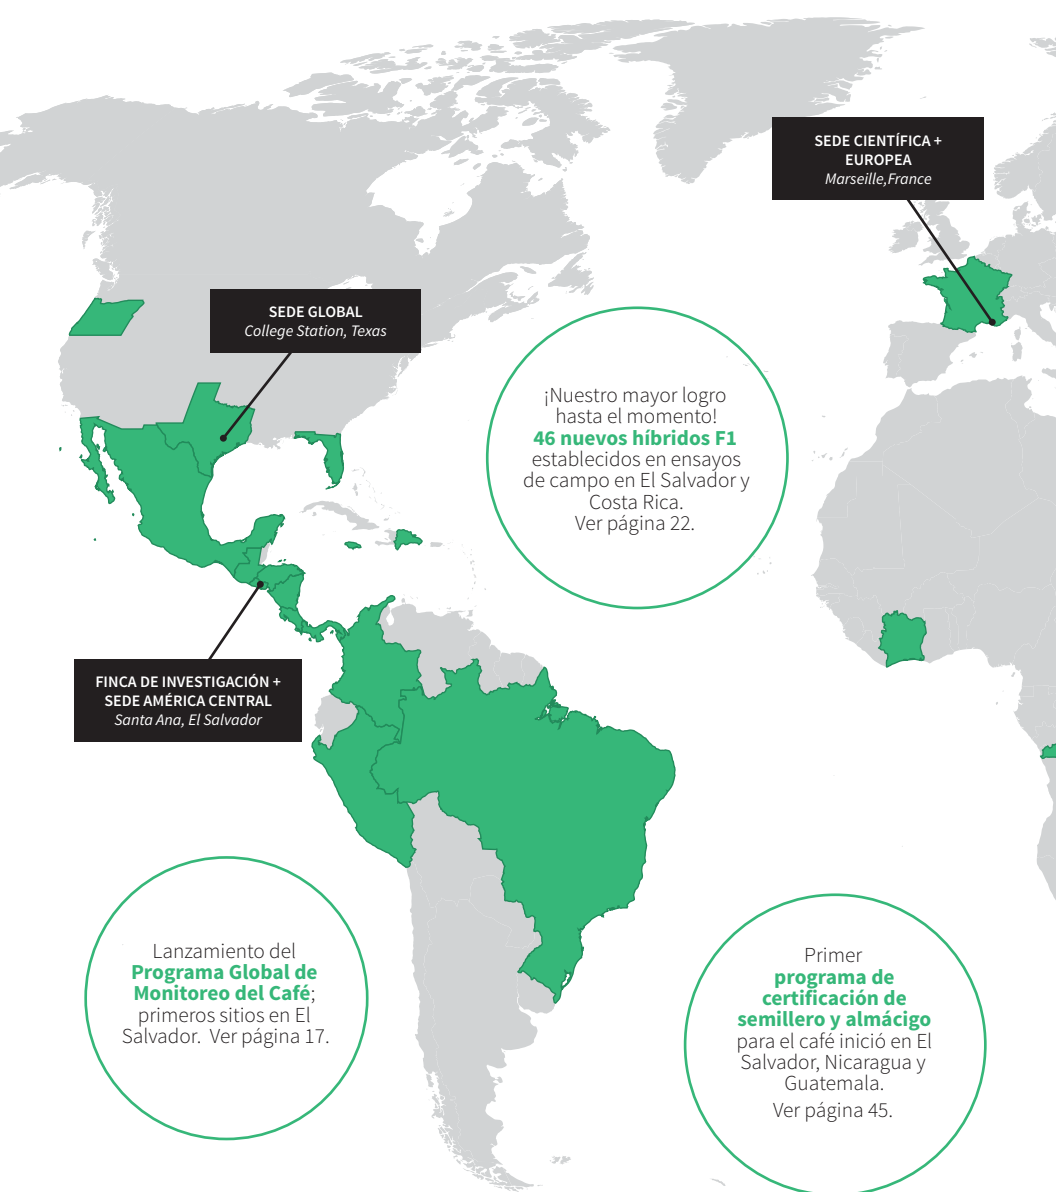 SEDE CIENTÍFICA +
EUROPEA
Marseille,France
SEDE GLOBAL
College Station, Texas
¡Nuestro mayor logro
hasta el momento!
46 nuevos híbridos F1
establecidos en ensayos
de campo en El Salvador y
Costa Rica.
Ver página 22.
FINCA DE INVESTIGACIÓN +
SEDE AMÉRICA CENTRAL
Santa Ana, El Salvador
Lanzamiento del
Programa Global de
Monitoreo del Café;
primeros sitios en El
Salvador. Ver página 17.
Primer
programa de
certificación de
semillero y almácigo
para el café inició en El
Salvador, Nicaragua y
Guatemala.
Ver página 45.